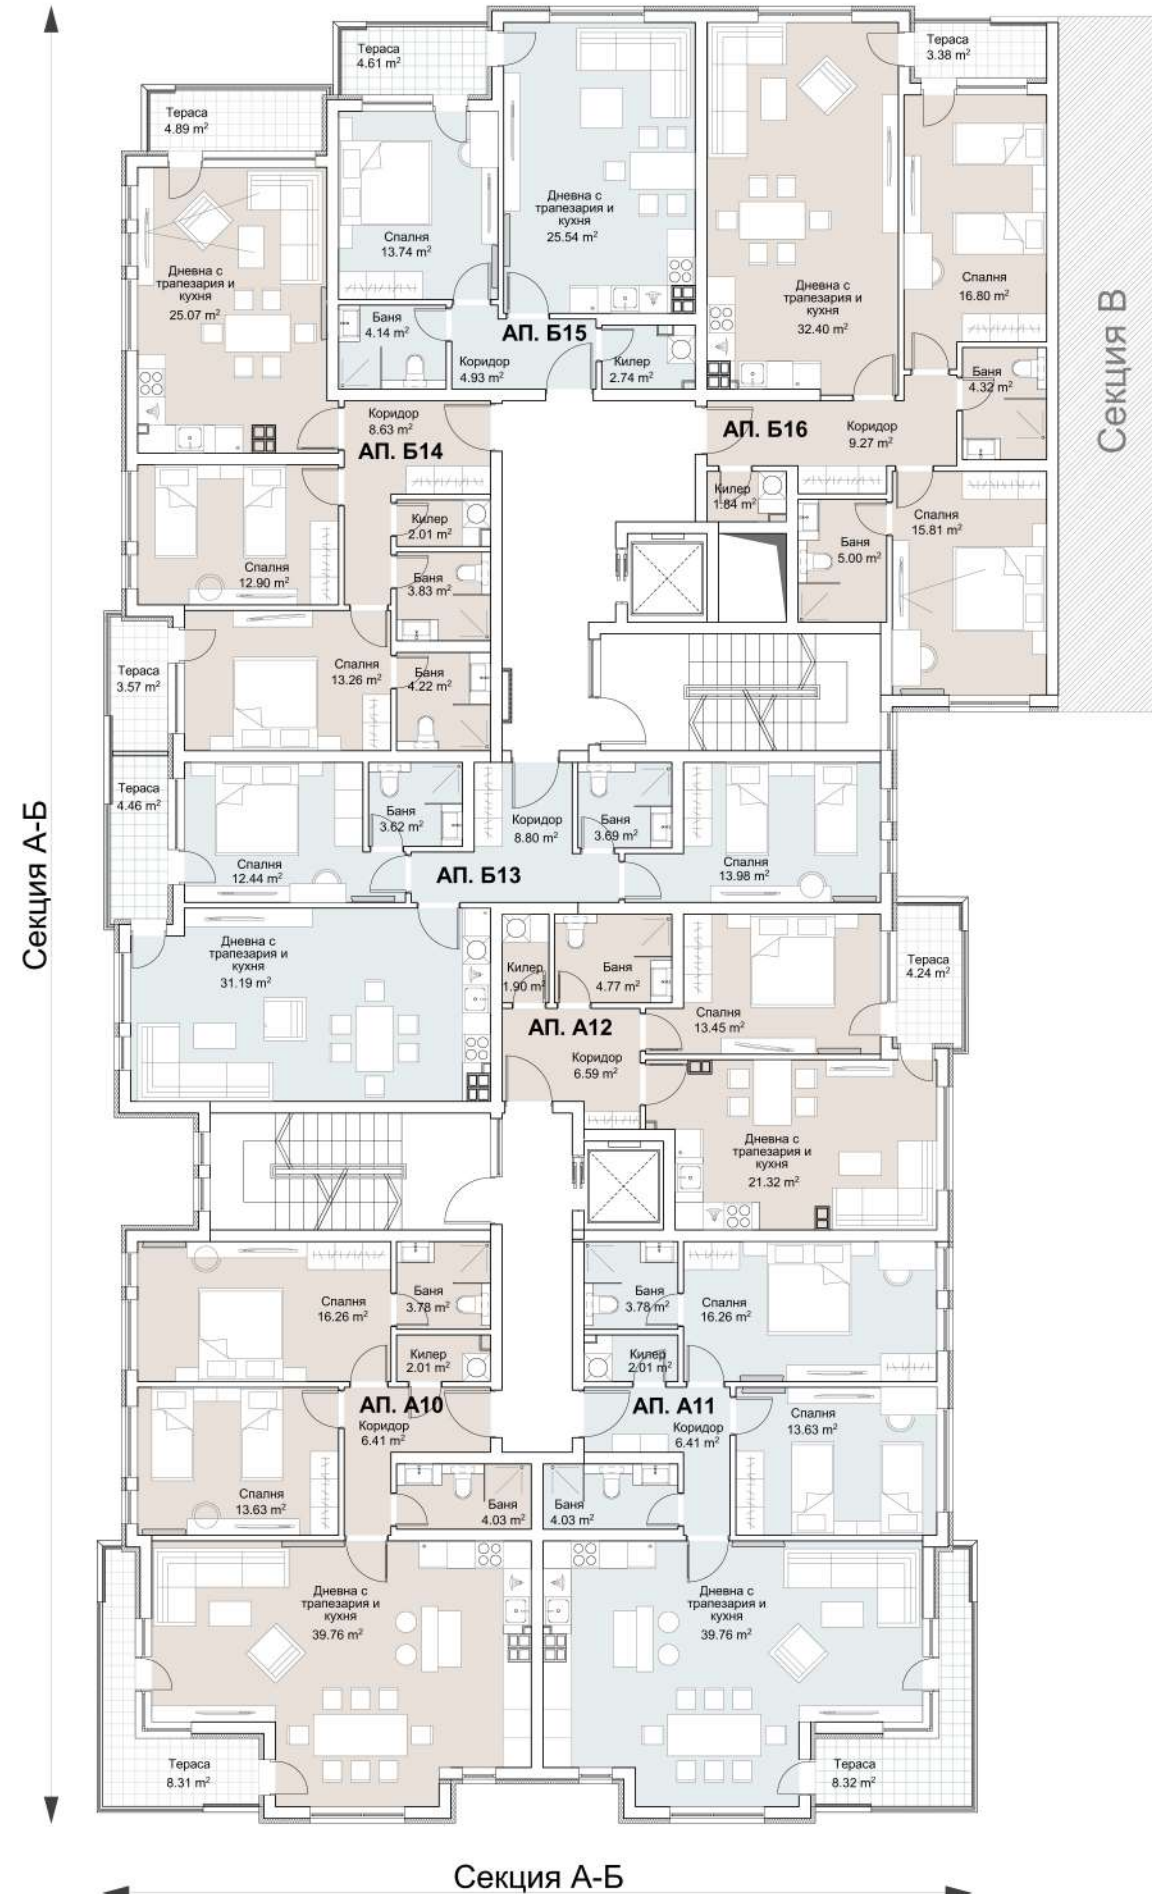 Тераса
4.61 m²
Тераса
3.38 m²
Тераса
4.89 m²
Дневна с
трапезария и
кухня
25.54 m²
Спалня
13.74 m²
Дневна с
трапезария и
кухня
25.07 m²
Дневна с
трапезария и
кухня
32.40 m²
Спалня
16.80 m²
Баня
4.14 m²
АП. Б15
Коридор
4.93 m²
Килер
2.74 m²
Баня
4.32 m²
Секция В
Коридор
8.63 m²
АП. Б14
АП. Б16
Коридор
9.27 m²
Килер
1.84 m²
Спалня
15.81 m²
Килер
2.01 m²
Баня
5.00 m²
Спалня
12.90 m²
Баня
3.83 m²
Тераса
3.57 m²
Спалня
13.26 m²
Баня
4.22 m²
Тераса
4.46 m²
Баня
3.62 m²
Коридор
8.80 m²
Баня
3.69 m²
Спалня
12.44 m²
АП. Б13
Спалня
13.98 m²
Секция А-Б
Дневна с
трапезария и
кухня
31.19 m²
Килер
1.90 m²
Баня
4.77 m²
Тераса
4.24 m²
Спалня
13.45 m²
АП. А12
Коридор
6.59 m²
Дневна с
трапезария и
кухня
21.32 m²
Спалня
16.26 m²
Баня
3.78 m²
Баня
3.78 m²
Спалня
16.26 m²
Килер
2.01 m²
Килер
2.01 m²
АП. А10
Коридор
6.41 m²
АП. А11
Коридор
6.41 m²
Спалня
13.63 m²
Спалня
13.63 m²
Баня
4.03 m²
Баня
4.03 m²
Дневна с
трапезария и
кухня
39.76 m²
Дневна с
трапезария и
кухня
39.76 m²
Тераса
8.31 m²
Тераса
8.32 m²
Секция А-Б